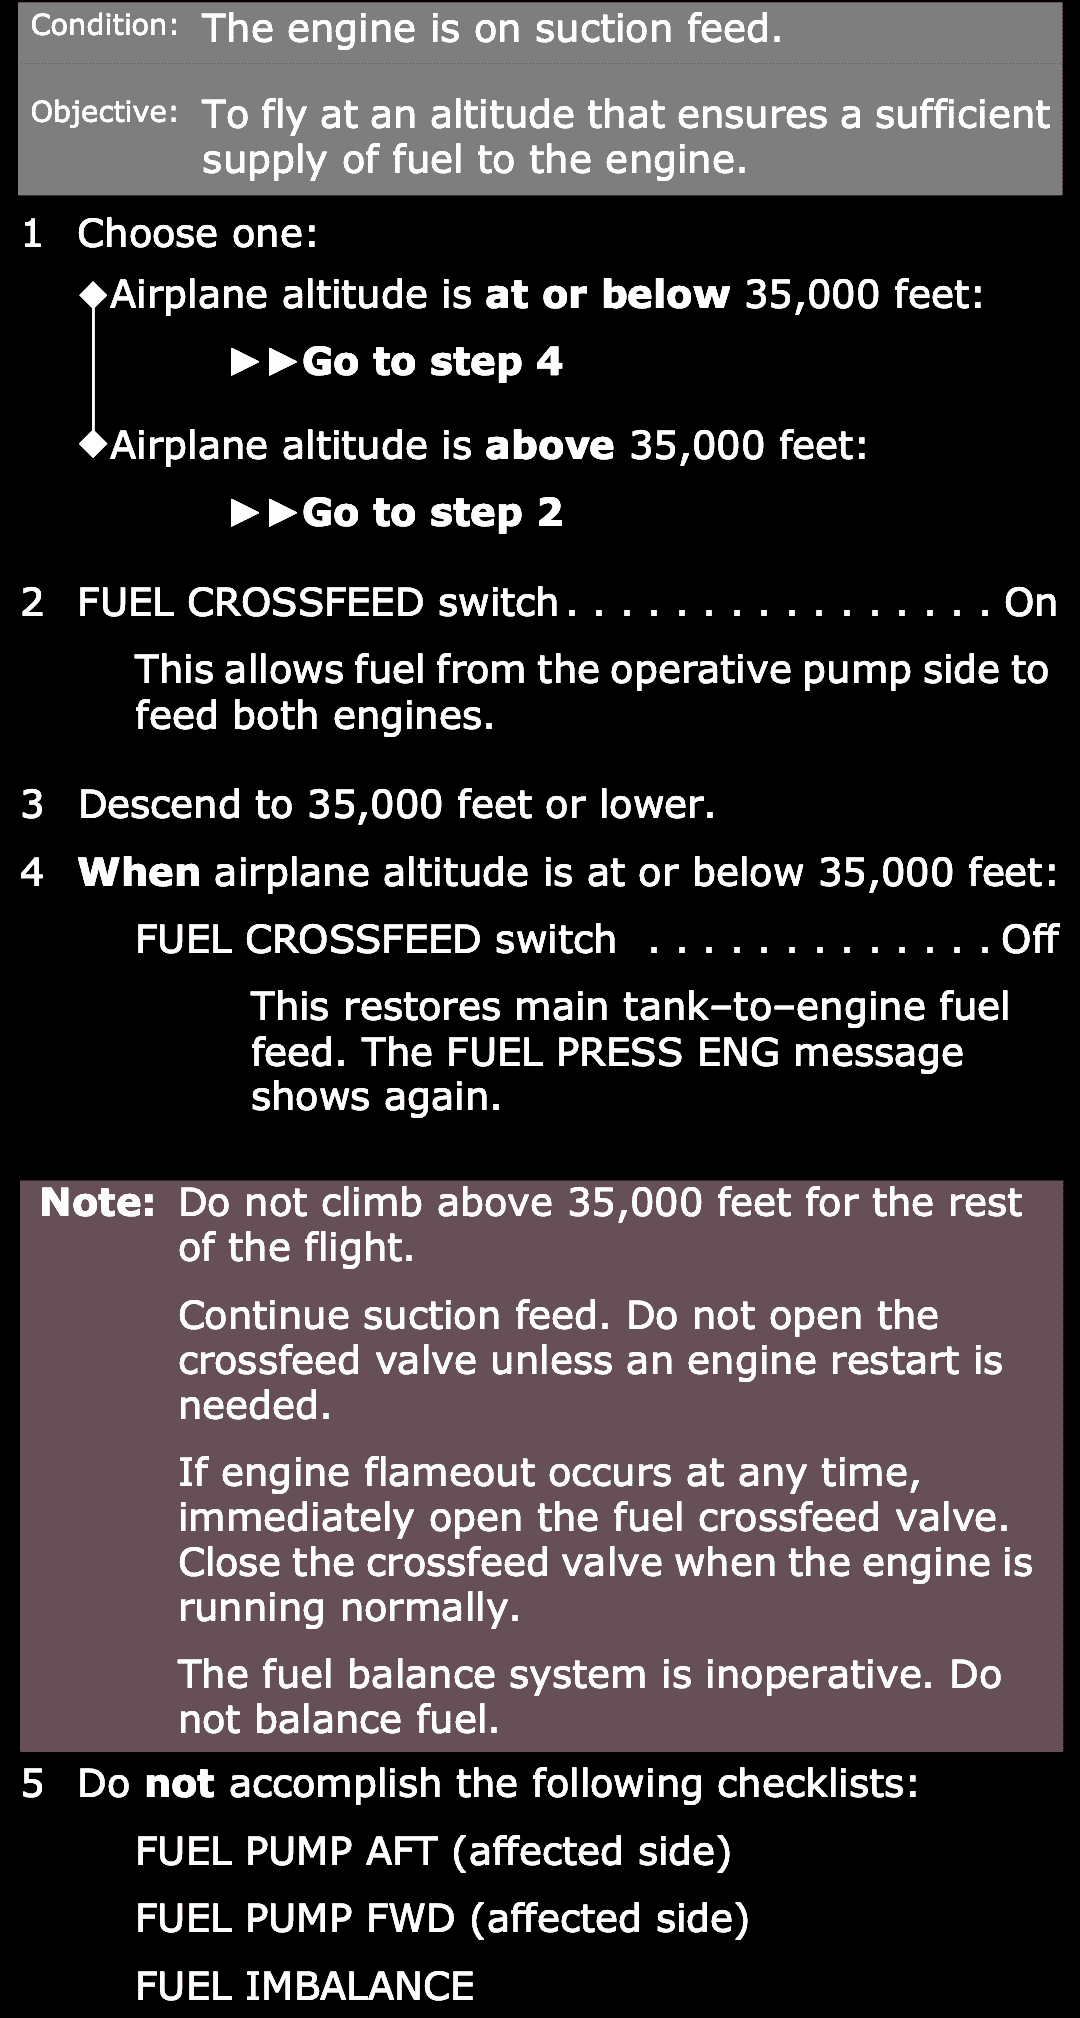 Condition: The engine is on suction feed.
Objective: To fly at an altitude that ensures a sufficient
supply of fuel to the engine.
1 Choose one:
◆Airplane altitude is at or below 35,000 feet:
▶▶Go to step 4
◆Airplane altitude is above 35,000 feet:
▶▶Go to step 2
2 FUEL CROSSFEED switch. . . . . . . . . . . . . . . . On
This allows fuel from the operative pump side to
feed both engines.
3 Descend to 35,000 feet or lower.
4 When airplane altitude is at or below 35,000 feet:
FUEL CROSSFEED switch . . . . . . . . . . . . . Off
This restores main tank–to–engine fuel
feed. The FUEL PRESS ENG message
shows again.
Note: Do not climb above 35,000 feet for the rest
of the flight.
Continue suction feed. Do not open the
crossfeed valve unless an engine restart is
needed.
If engine flameout occurs at any time,
immediately open the fuel crossfeed valve.
Close the crossfeed valve when the engine is
running normally.
The fuel balance system is inoperative. Do
not balance fuel.
5 Do not accomplish the following checklists:
FUEL PUMP AFT (affected side)
FUEL PUMP FWD (affected side)
FUEL IMBALANCE